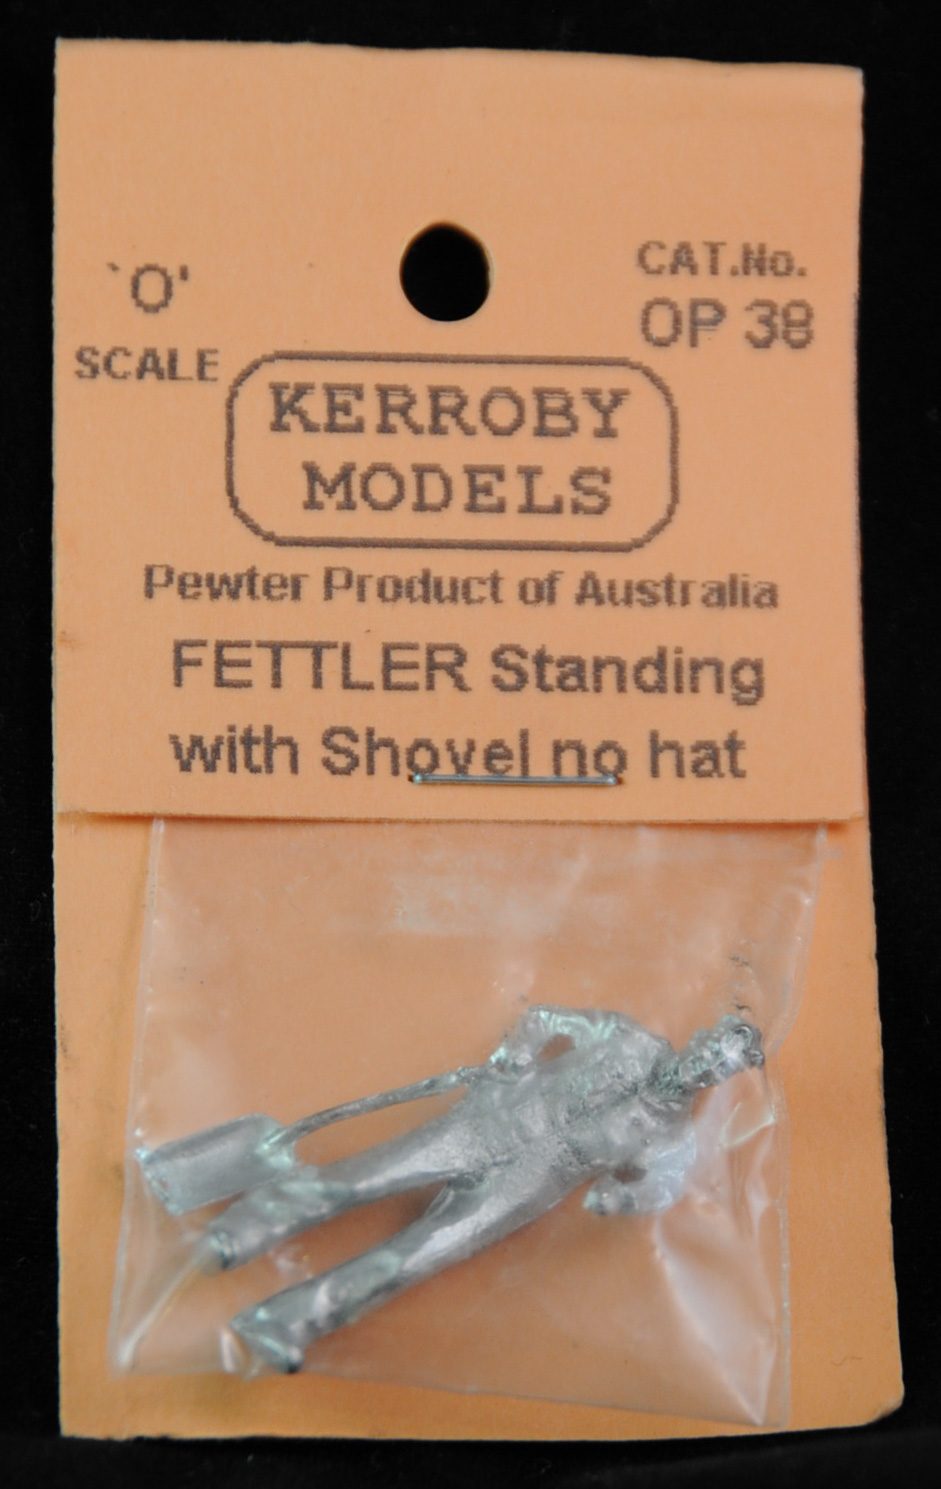 `O'
SCALE
CAT.No.
OP 38
KERROBY
MODELS
Pewter Product of Australia
FETTLER Standing
with Shovel no hat